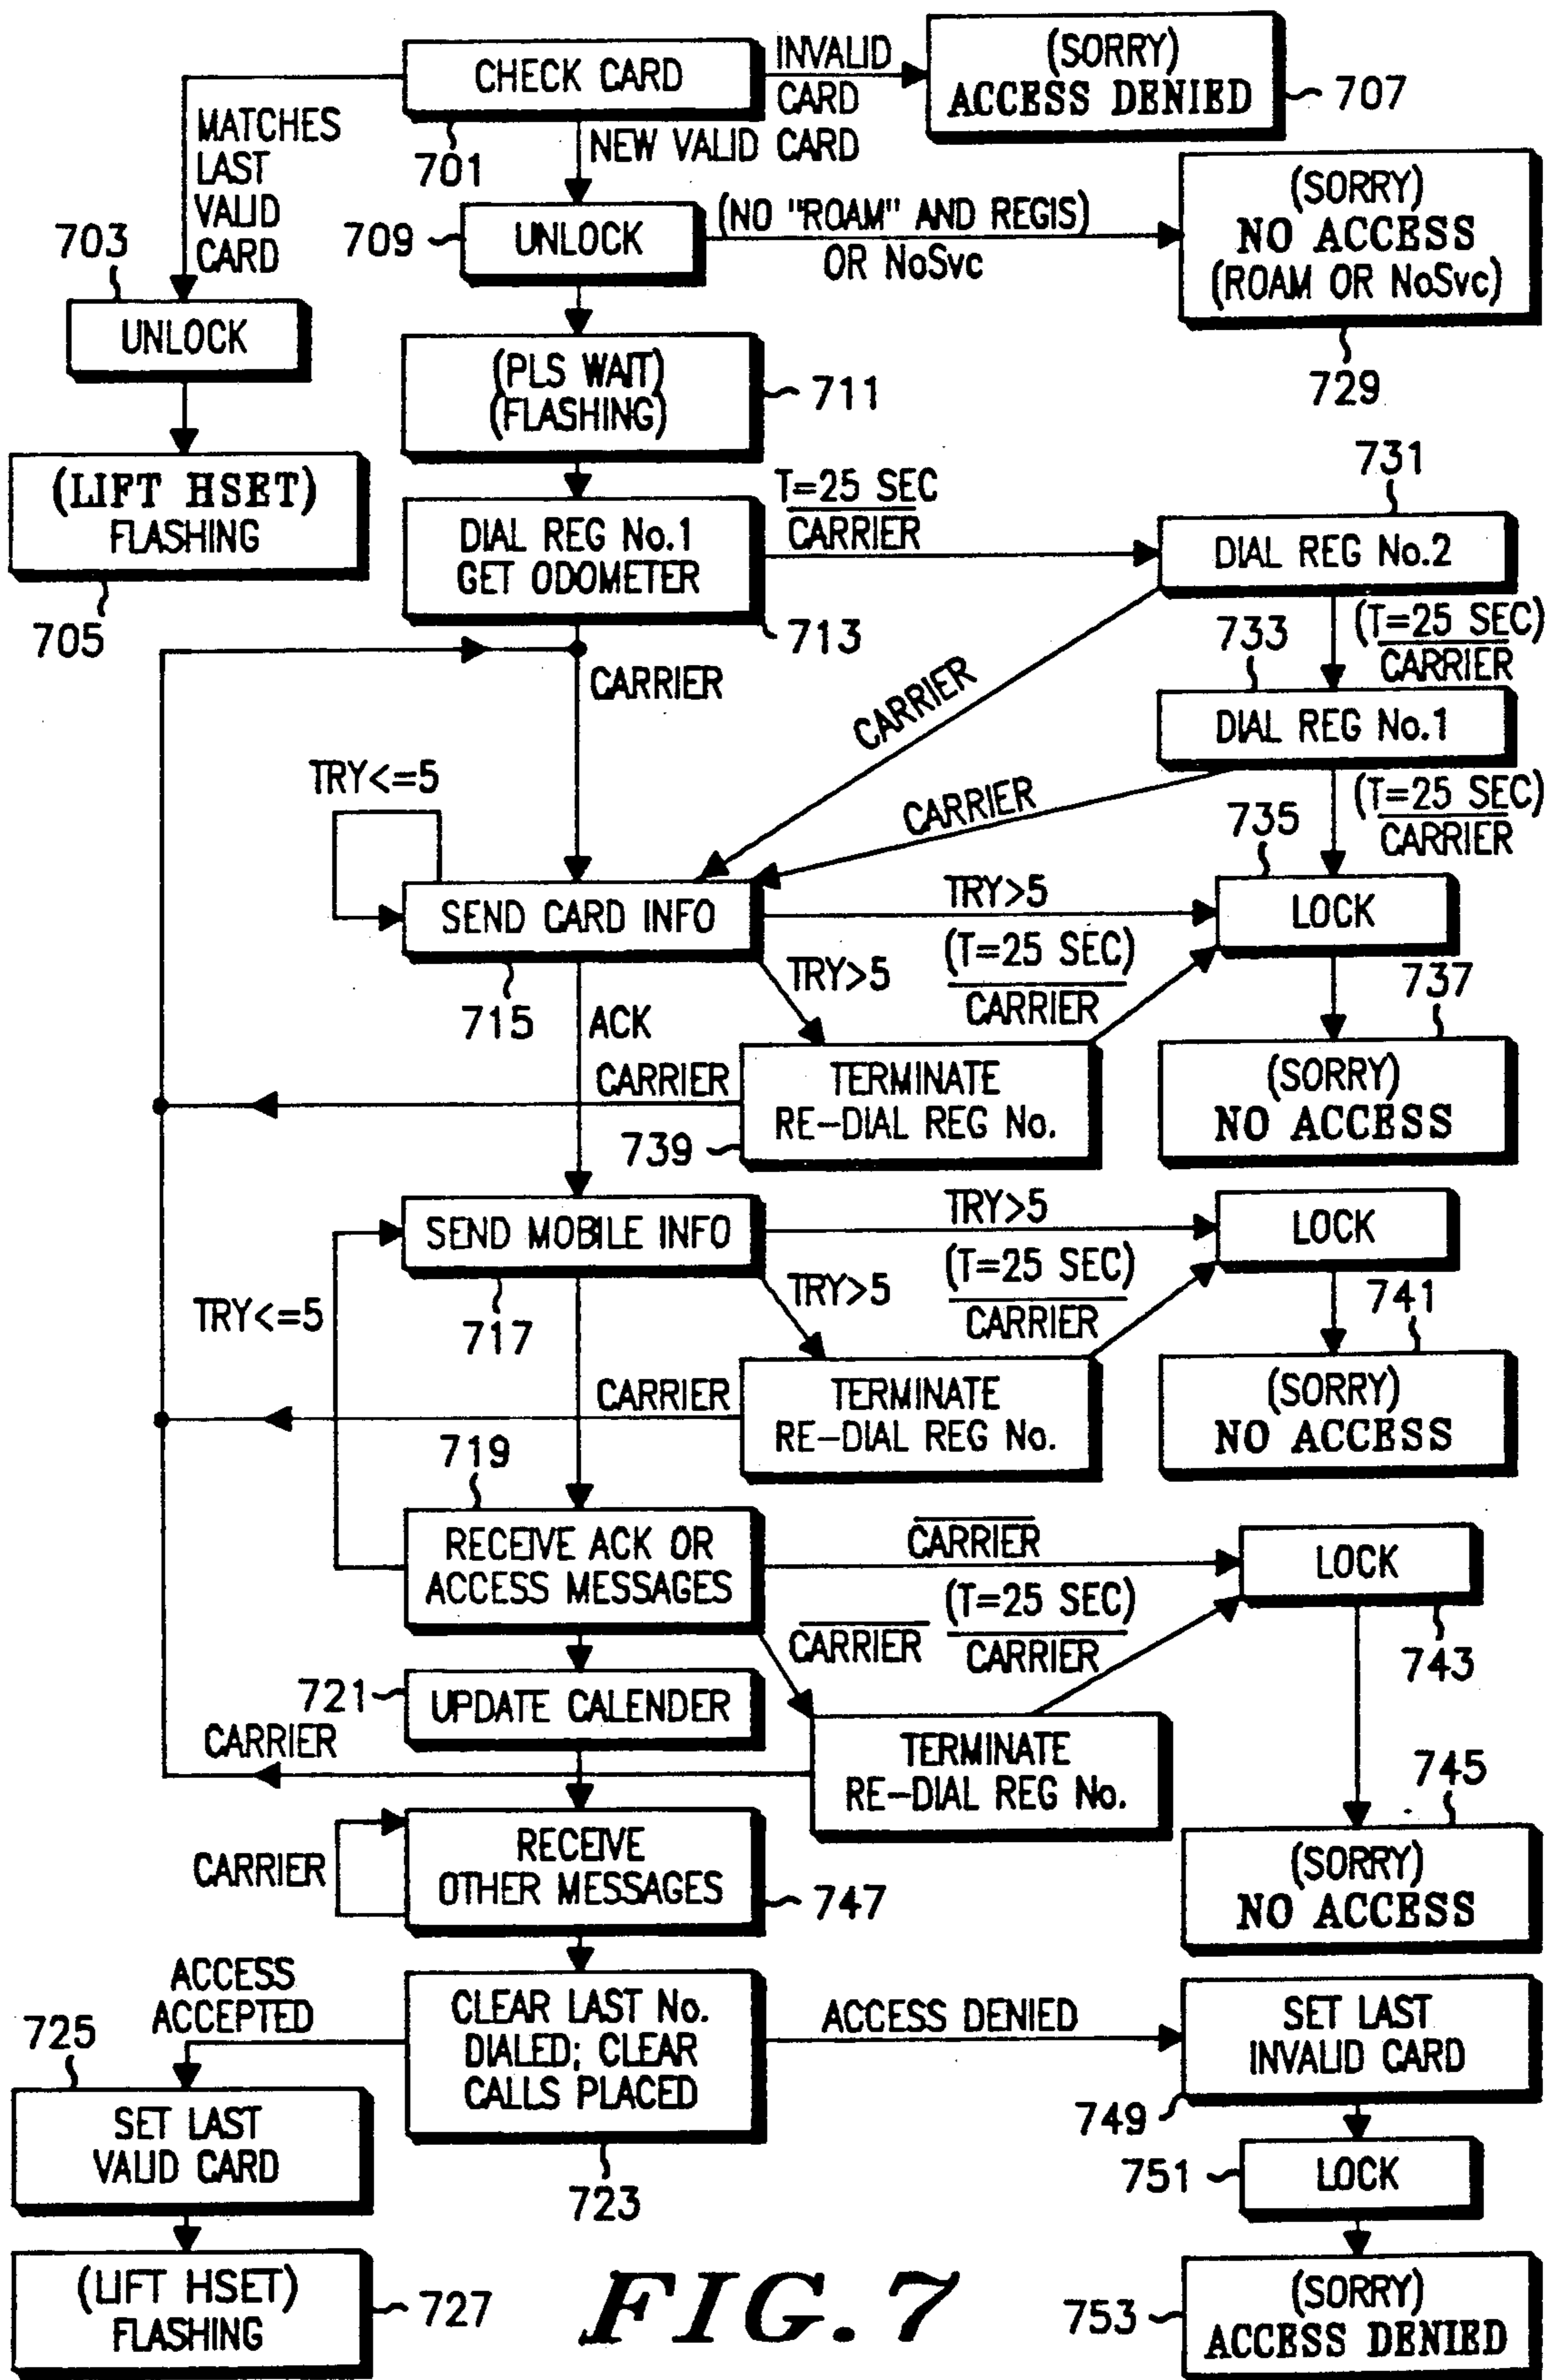 CHECK CARD
701
INVALID
CARD
(SORRY)
ACCESS DENIED
707
MATCHES
LAST
VALID
CARD
NEW VALID CARD
703
UNLOCK
(LIFT HSET)
FLASHING
705
709
UNLOCK
(NO "ROAM" AND REGIS)
OR NoSvc
(SORRY)
NO ACCESS
(ROAM OR NoSvc)
729
(PLS WAIT)
(FLASHING)
711
DIAL REG No.1
GET ODOMETER
713
T=25 SEC
CARRIER
731
DIAL REG No.2
(T=25 SEC)
CARRIER
733
DIAL REG No.1
(T=25 SEC)
CARRIER
CARRIER
CARRIER
CARRIER
TRY<=5
SEND CARD INFO
715
TRY>5
735
LOCK
TRY>5
(T=25 SEC)
CARRIER
737
(SORRY)
NO ACCESS
ACK
CARRIER
TERMINATE
RE-DIAL REG No.
739
SEND MOBILE INFO
717
TRY<=5
TRY>5
LOCK
TRY>5
(T=25 SEC)
CARRIER
741
(SORRY)
NO ACCESS
CARRIER
TERMINATE
RE-DIAL REG No.
719
RECEIVE ACK OR
ACCESS MESSAGES
CARRIER
LOCK
743
CARRIER
(T=25 SEC)
CARRIER
721
UPDATE CALENDER
CARRIER
TERMINATE
RE-DIAL REG No.
745
(SORRY)
NO ACCESS
CARRIER
RECEIVE
OTHER MESSAGES
747
ACCESS
ACCEPTED
CLEAR LAST No.
DIALED; CLEAR
CALLS PLACED
723
ACCESS DENIED
SET LAST
INVALID CARD
749
725
SET LAST
VALID CARD
751
LOCK
(LIFT HSET)
FLASHING
727
753
(SORRY)
ACCESS DENIED
FIG. 7